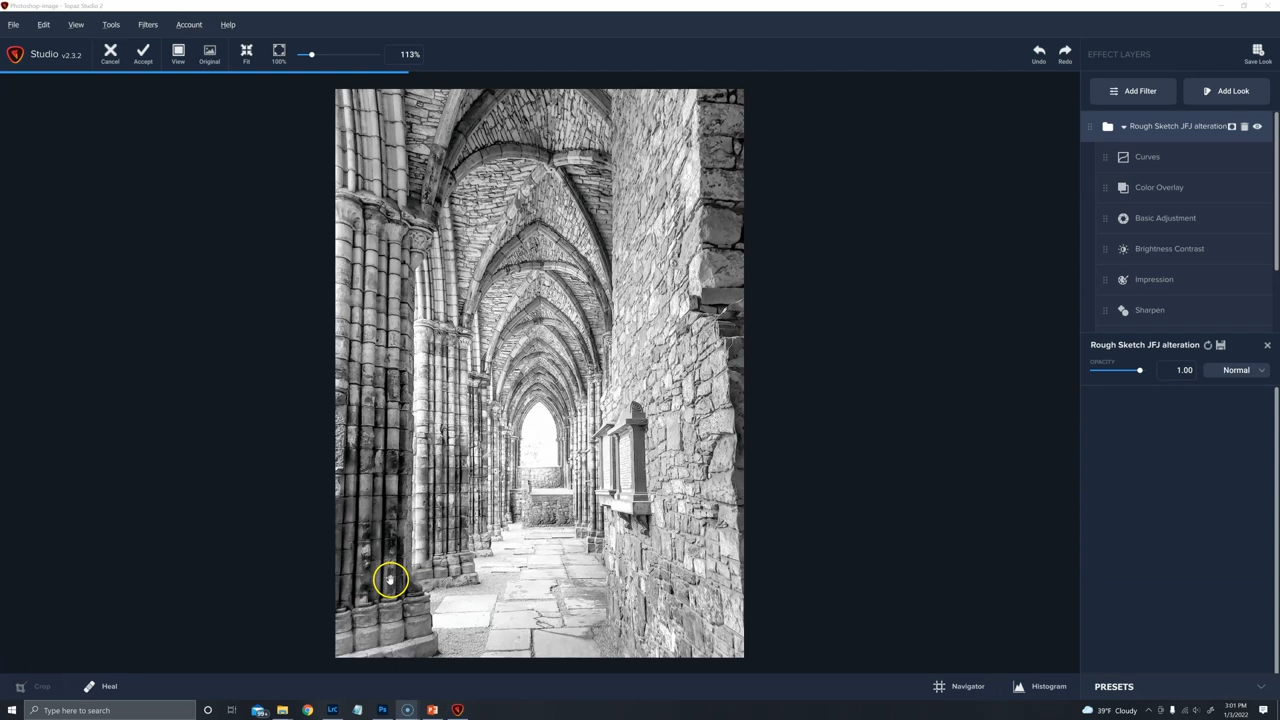 Photoshop-image - Topaz Studio 2
File Edit View Tools Filters Account Help
Studio v2.3.2 Cancel Accept View Original Fit 100% 113% Undo Redo
EFFECT LAYERS
Save Look
Add Filter Add Look
Rough Sketch JFJ alteration
Curves
Color Overlay
Basic Adjustment
Brightness Contrast
Impression
Sharpen
Rough Sketch JFJ alteration
OPACITY 1.00 Normal
Crop Heal Navigator Histogram PRESETS
Type here to search
99+ LrC Ps
39°F Cloudy
3:01 PM
1/3/2022